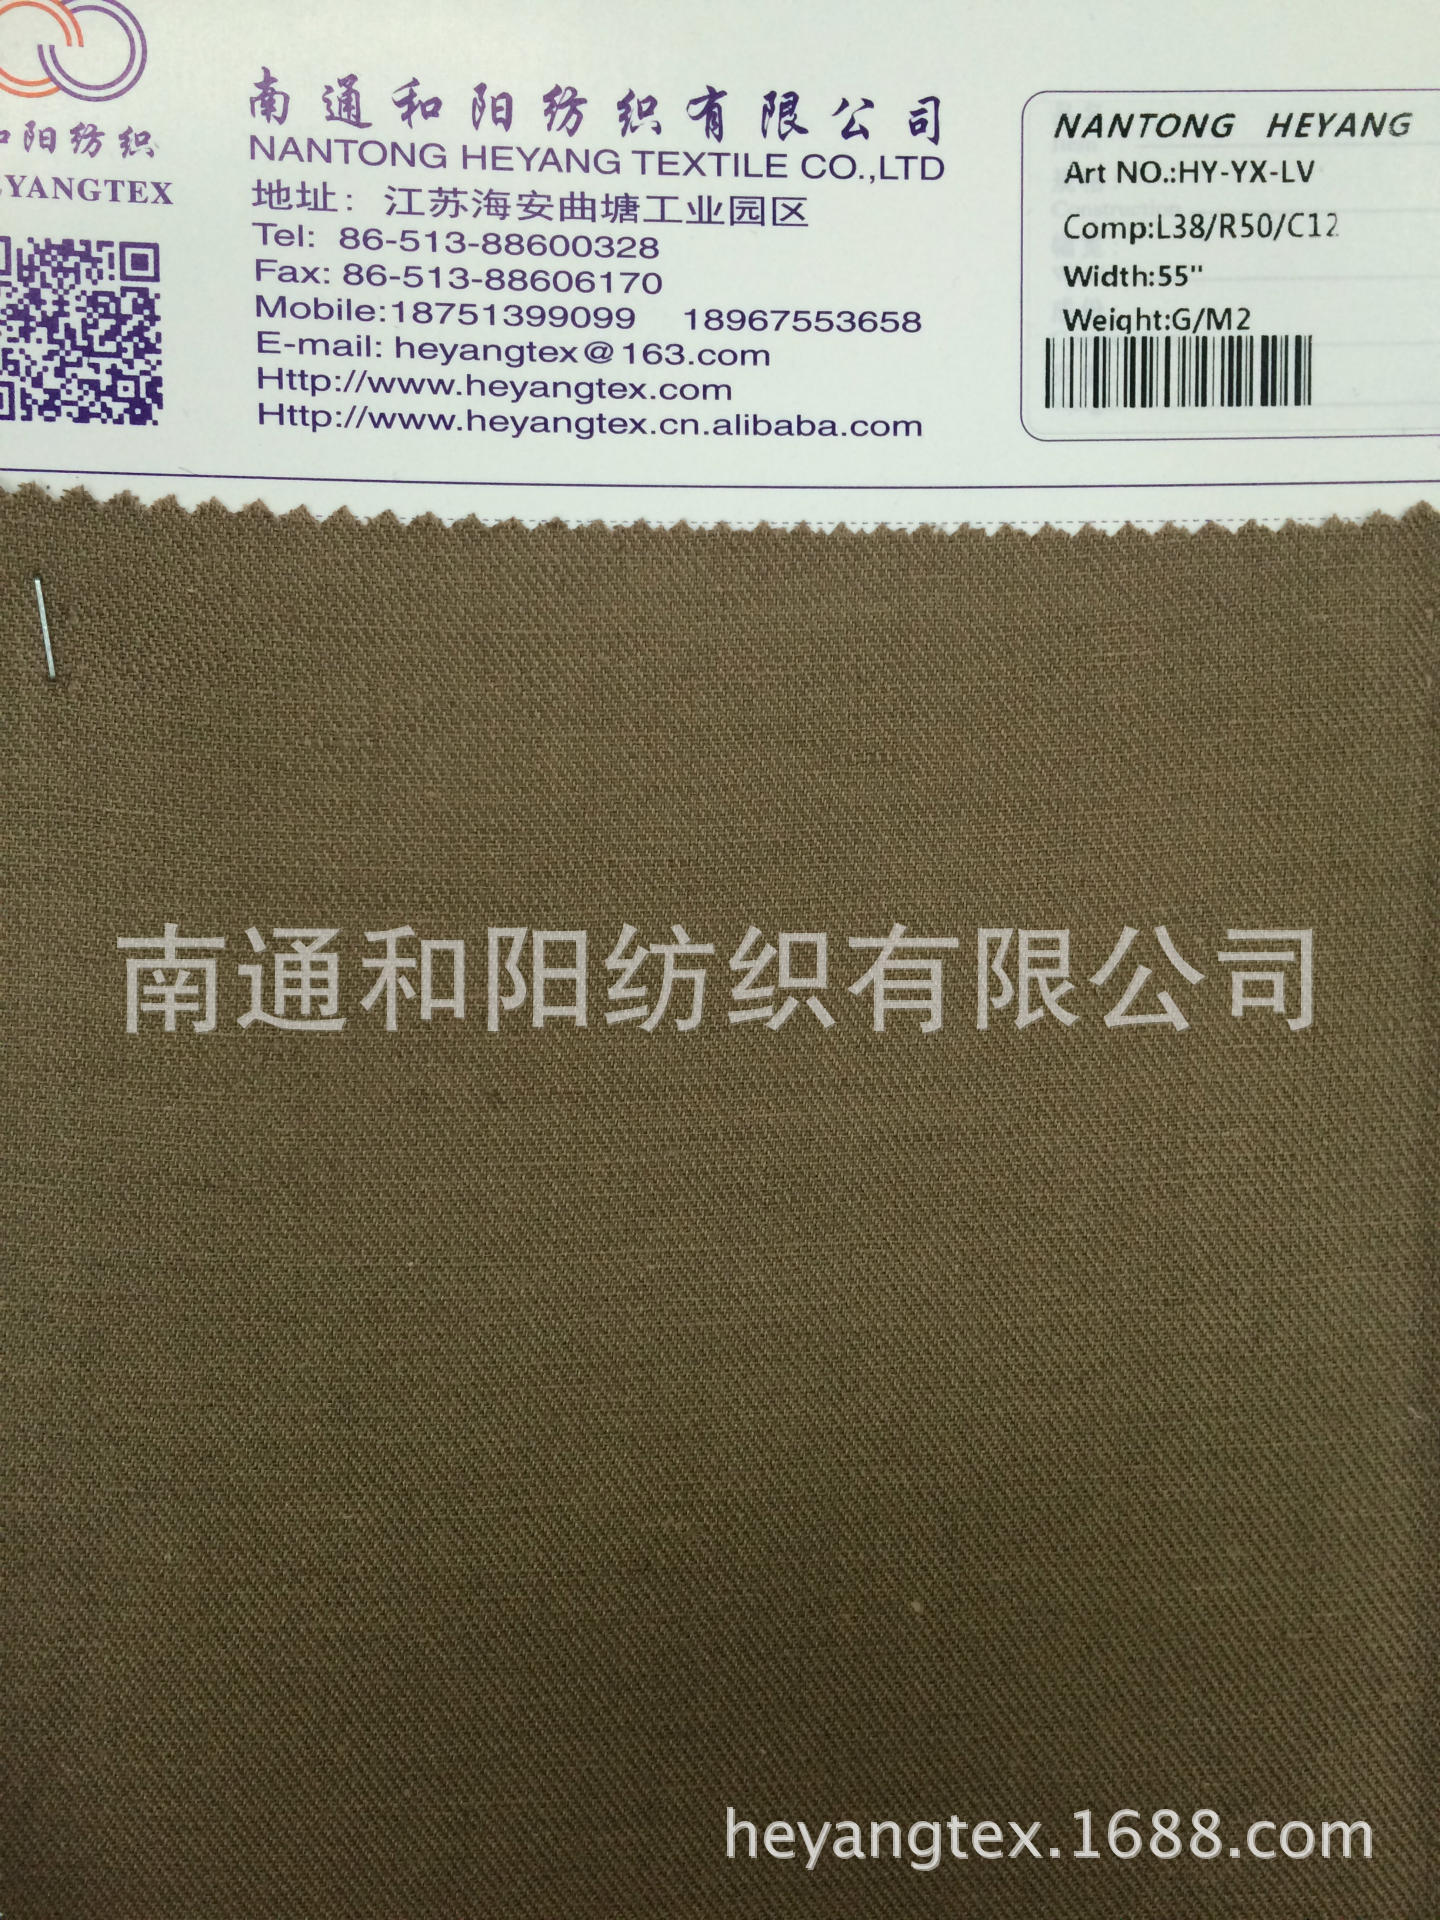 和阳纺织
EYANGTEX
南通和阳纺织有限公司
NANTONG HEYANG TEXTILE CO.,LTD
地址：江苏海安曲塘工业园区
Tel: 86-513-88600328
Fax: 86-513-88606170
Mobile:18751399099 18967553658
E-mail: heyangtex@163.com
Http://www.heyangtex.com
Http://www.heyangtex.cn.alibaba.com
NANTONG HEYANG
Art NO.:HY-YX-LV
Comp:L38/R50/C12
Width:55"
Weight:G/M2
南通和阳纺织有限公司
heyangtex.1688.com